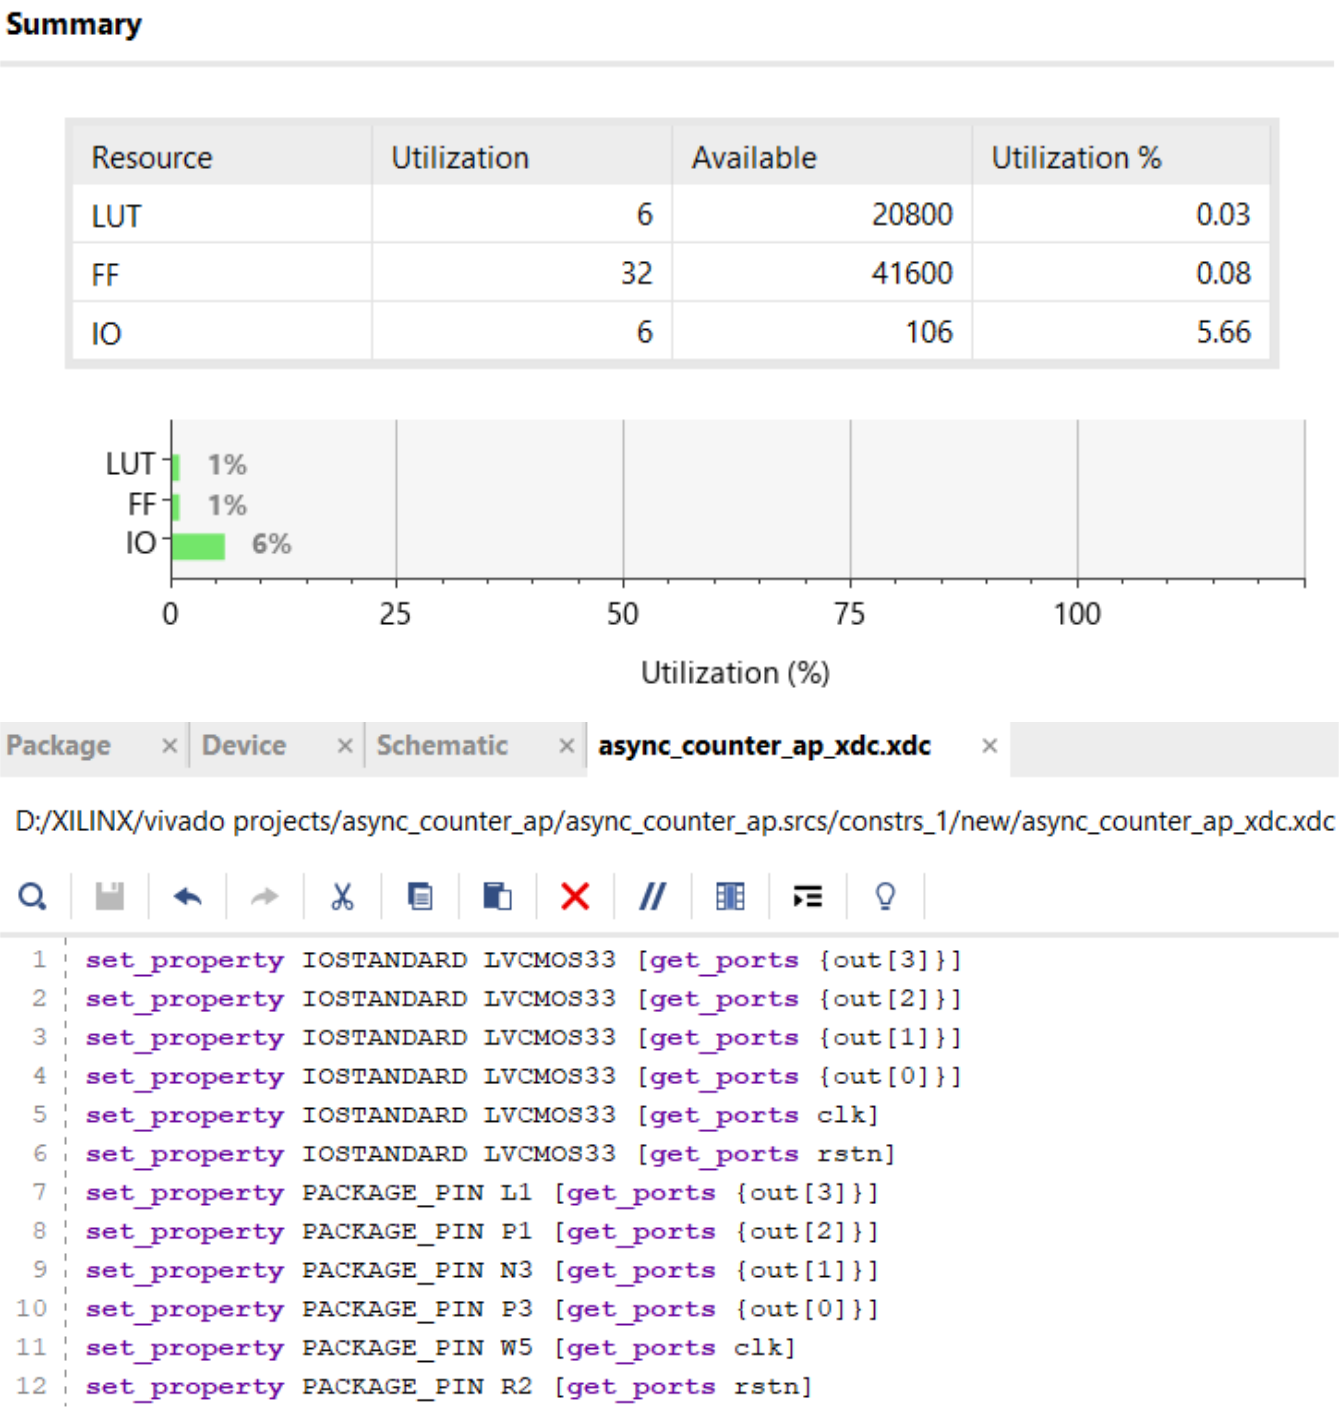 Summary
Resource Utilization Available Utilization %
LUT 6 20800 0.03
FF 32 41600 0.08
IO 6 106 5.66
LUT 1%
FF 1%
IO 6%
0 25 50 75 100
Utilization (%)
Package × Device × Schematic × async_counter_ap_xdc.xdc ×
D:/XILINX/vivado projects/async_counter_ap/async_counter_ap.srcs/constrs_1/new/async_counter_ap_xdc.xdc
1 set_property IOSTANDARD LVCMOS33 [get_ports {out[3]}]
2 set_property IOSTANDARD LVCMOS33 [get_ports {out[2]}]
3 set_property IOSTANDARD LVCMOS33 [get_ports {out[1]}]
4 set_property IOSTANDARD LVCMOS33 [get_ports {out[0]}]
5 set_property IOSTANDARD LVCMOS33 [get_ports clk]
6 set_property IOSTANDARD LVCMOS33 [get_ports rstn]
7 set_property PACKAGE_PIN L1 [get_ports {out[3]}]
8 set_property PACKAGE_PIN P1 [get_ports {out[2]}]
9 set_property PACKAGE_PIN N3 [get_ports {out[1]}]
10 set_property PACKAGE_PIN P3 [get_ports {out[0]}]
11 set_property PACKAGE_PIN W5 [get_ports clk]
12 set_property PACKAGE_PIN R2 [get_ports rstn]